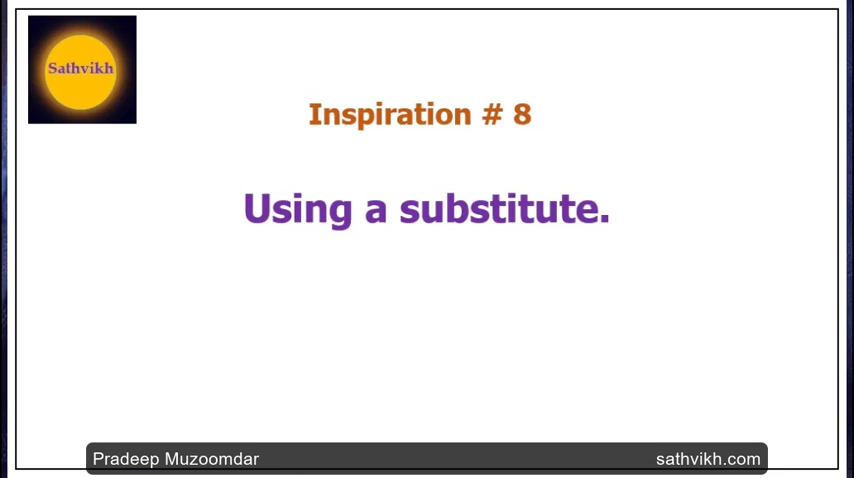 Sathvikh
Inspiration # 8
Using a substitute.
Pradeep Muzoomdar sathvikh.com